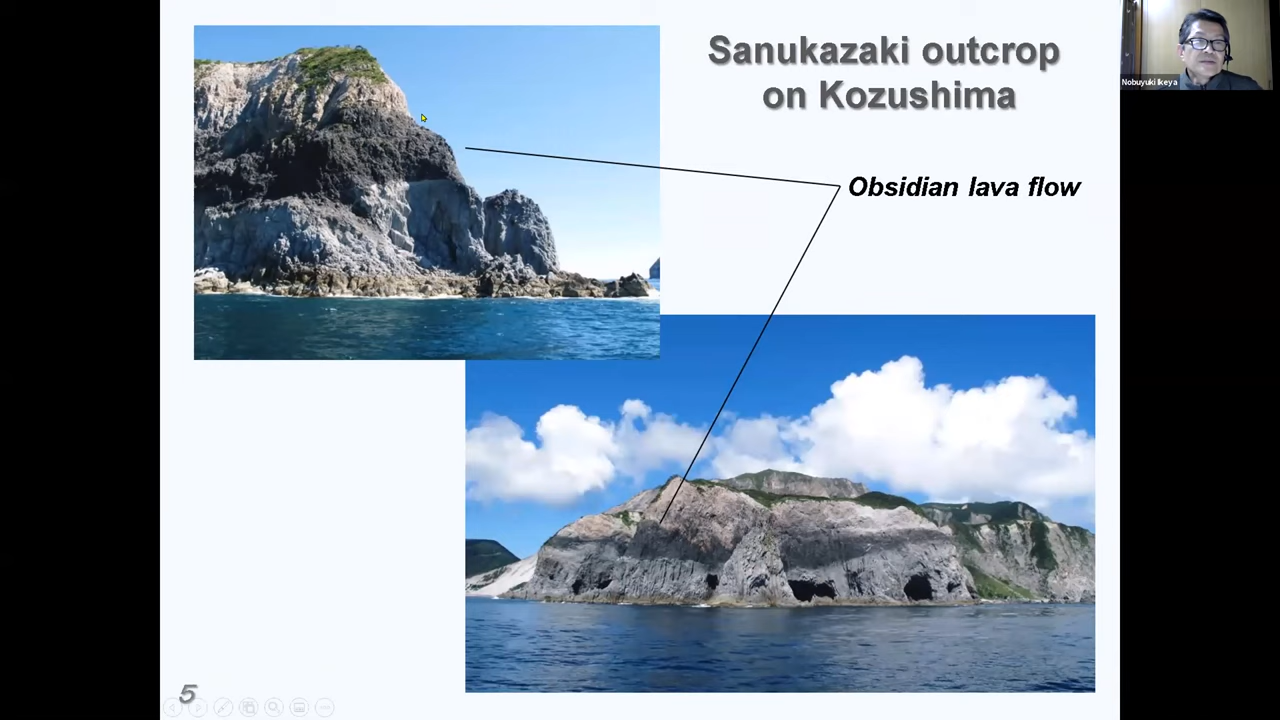 Sanukazaki outcrop
on Kozushima
Obsidian lava flow
Nobuyuki Ikeya
5